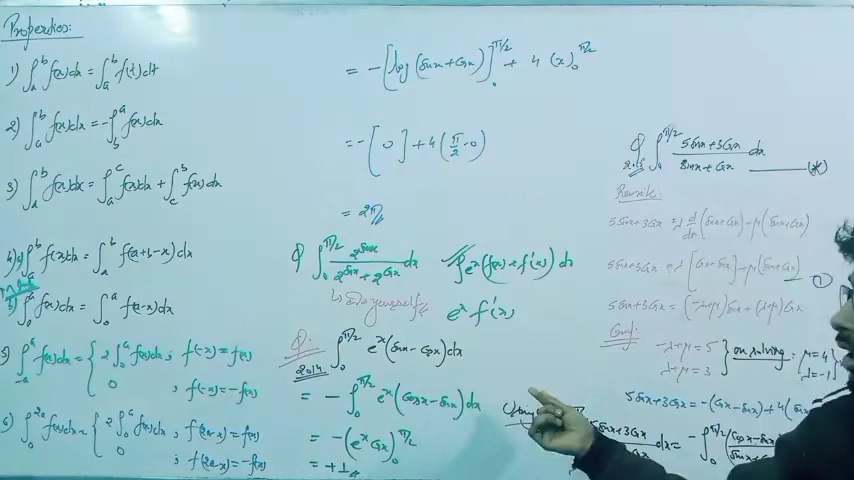 Properties:
1) ∫_a^b f(x)dx = ∫_a^b f(t)dt
2) ∫_a^b f(x)dx = -∫_b^a f(x)dx
3) ∫_a^b f(x)dx = ∫_a^c f(x)dx + ∫_c^b f(x)dx
4) a) ∫_a^b f(x)dx = ∫_a^b f(a+b-x)dx
b) ∫_0^a f(x)dx = ∫_0^a f(a-x)dx
5) ∫_{-a}^a f(x)dx = { 2∫_0^a f(x)dx ; f(-x) = f(x)
0 ; f(-x) = -f(x)
6) ∫_0^{2a} f(x)dx = { 2∫_0^a f(x)dx , f(2a-x) = f(x)
0 ; f(2a-x) = -f(x)
= -[log(sinx+Cosx)]_0^{π/2} + 4 (x)_0^{π/2}
= -[0] + 4(π/2 - 0)
= 2π
Q ∫_0^{π/2} 2^{sinx}/(2^{sinx}+2^{Cosx}) dx
↳ Do yourself
✓∫e^x(f(x)+f'(x))dx
e^x f(x)
Q. 2014 ∫_0^{π/2} e^x(sinx - Cosx)dx
= -∫_0^{π/2} e^x(Cosx - sinx)dx
= -(e^x Cosx)_0^{π/2}
= +1
Q ∫_0^{π/2} (5sinx+3Cosx)/(sinx+Cosx) dx —(*)
Rewrite:
5sinx+3Cosx = λ d/dx(sinx+Cosx)+μ(sinx+Cosx)
5sinx+3Cosx = λ[Cosx-sinx]+μ(sinx+Cosx) —①
5sinx+3Cosx = (-λ+μ)sinx + (λ+μ)Cosx
-λ+μ = 5
λ+μ = 3 } on solving : { μ=4, λ=-1
5sinx+3Cosx = -(Cosx-sinx)+4(sin